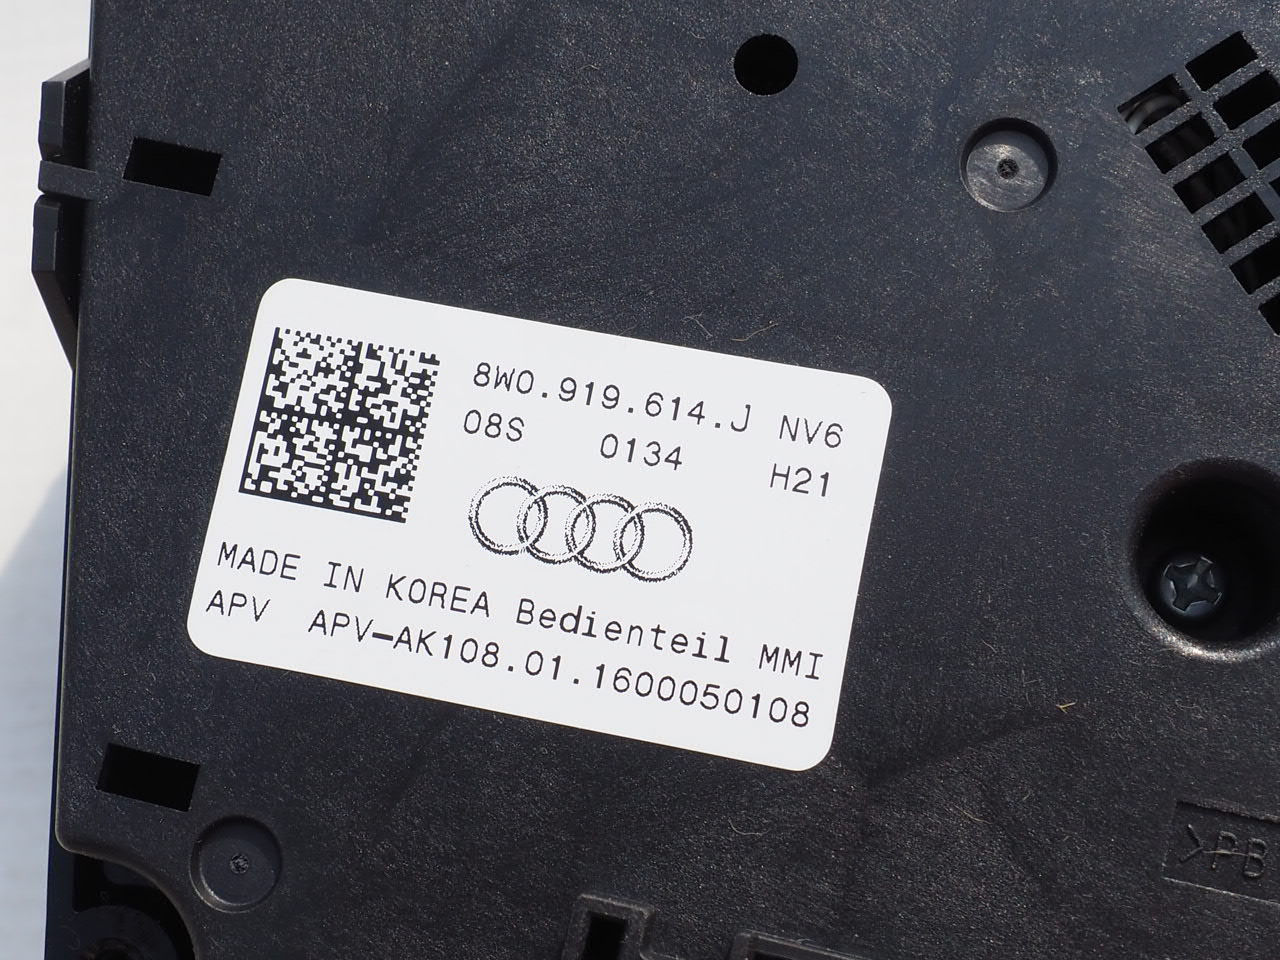 8W0.919.614.J NV6
08S 0134 H21
MADE IN KOREA Bedienteil MMI
APV APV-AK108.01.1600050108
>PB